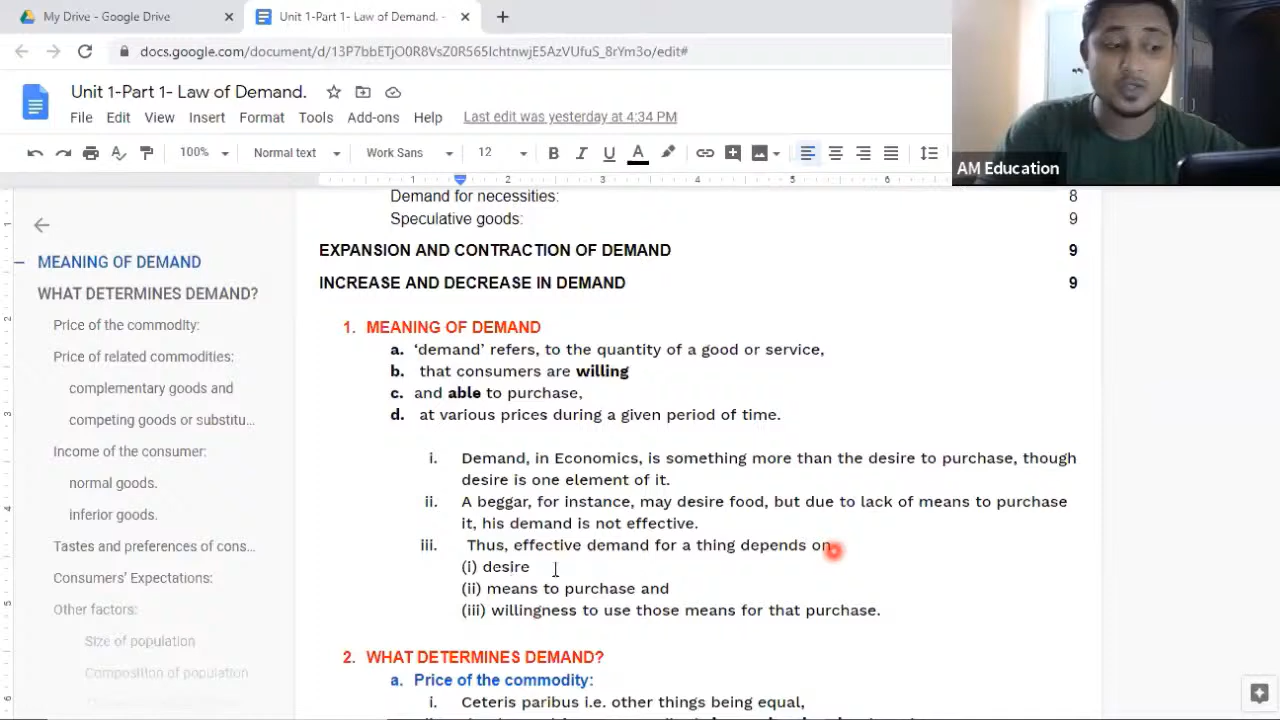 My Drive - Google Drive
Unit 1-Part 1- Law of Demand. -
docs.google.com/document/d/13P7bbETjO0R8VsZ0R565IchtnwjE5AzVUfuS_8rYm3o/edit#
Unit 1-Part 1- Law of Demand.
File Edit View Insert Format Tools Add-ons Help Last edit was yesterday at 4:34 PM
100% Normal text Work Sans 12 B I U A
AM Education
1 2 3 4 5 6
Demand for necessities: 8
Speculative goods: 9
EXPANSION AND CONTRACTION OF DEMAND 9
INCREASE AND DECREASE IN DEMAND 9
MEANING OF DEMAND
WHAT DETERMINES DEMAND?
Price of the commodity:
Price of related commodities:
complementary goods and
competing goods or substitu...
Income of the consumer:
normal goods.
inferior goods.
Tastes and preferences of cons...
Consumers' Expectations:
Other factors:
Size of population
Composition of population
1. MEANING OF DEMAND
a. ‘demand’ refers, to the quantity of a good or service,
b. that consumers are willing
c. and able to purchase,
d. at various prices during a given period of time.
i. Demand, in Economics, is something more than the desire to purchase, though
desire is one element of it.
ii. A beggar, for instance, may desire food, but due to lack of means to purchase
it, his demand is not effective.
iii. Thus, effective demand for a thing depends on
(i) desire
(ii) means to purchase and
(iii) willingness to use those means for that purchase.
2. WHAT DETERMINES DEMAND?
a. Price of the commodity:
i. Ceteris paribus i.e. other things being equal,